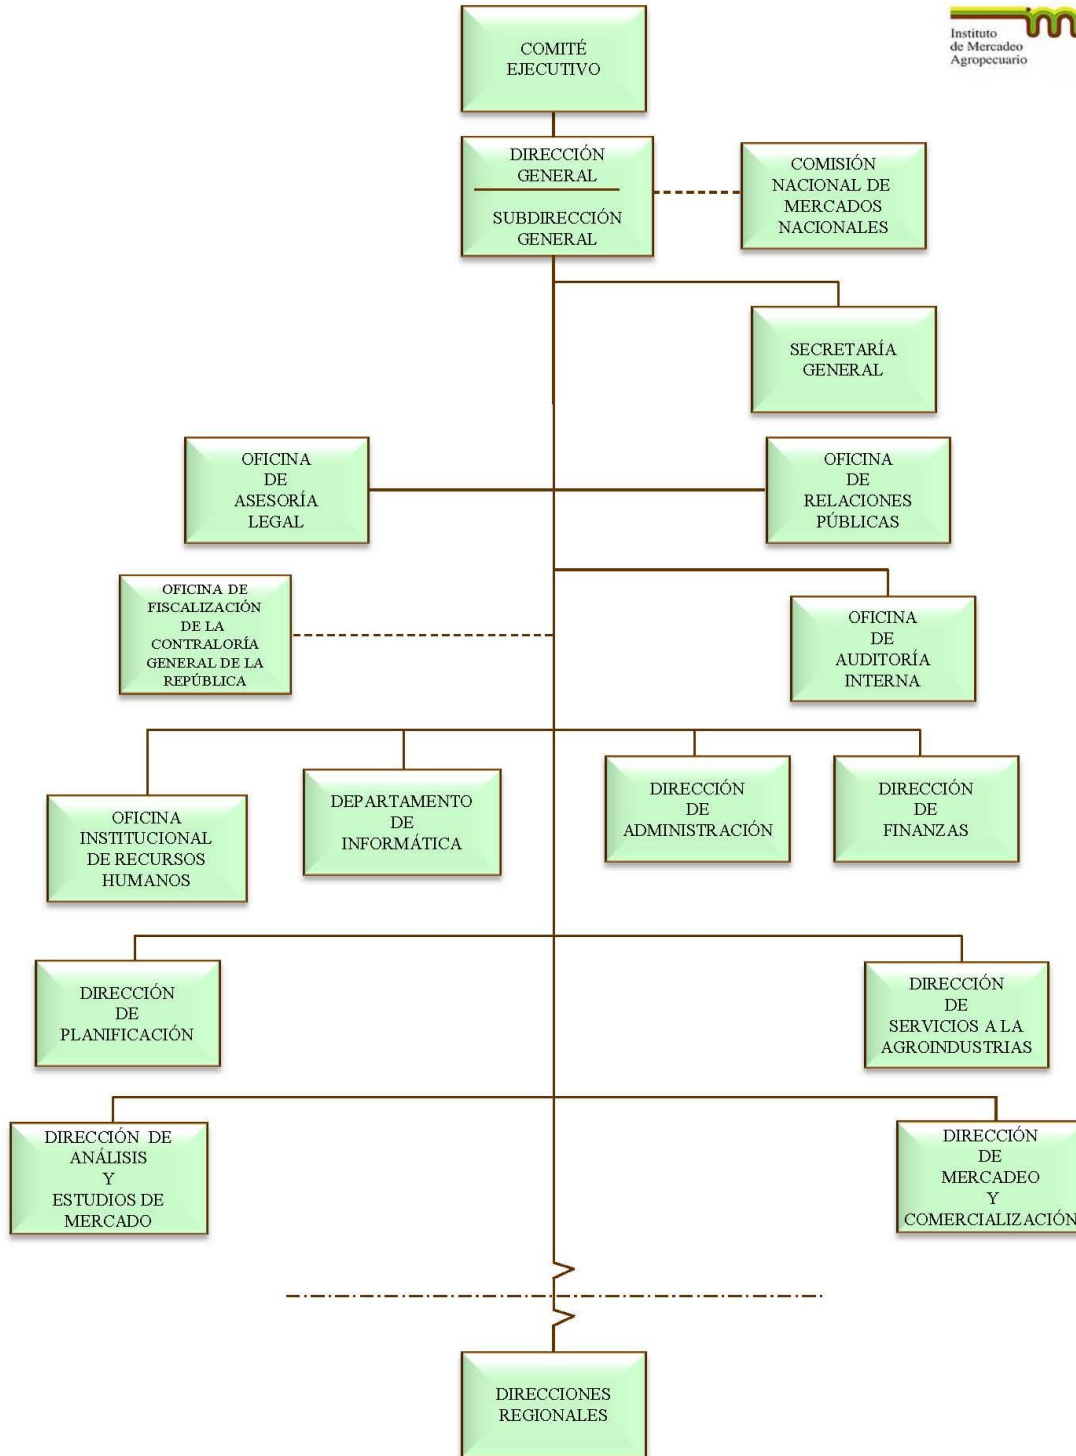 COMITÉ
EJECUTIVO
Instituto
de Mercadeo
Agropecuario
DIRECCIÓN
GENERAL
SUBDIRECCIÓN
GENERAL
COMISIÓN
NACIONAL DE
MERCADOS
NACIONALES
SECRETARÍA
GENERAL
OFICINA
DE
ASESORÍA
LEGAL
OFICINA
DE
RELACIONES
PÚBLICAS
OFICINA DE
FISCALIZACIÓN
DE LA
CONTRALORÍA
GENERAL DE LA
REPÚBLICA
OFICINA
DE
AUDITORÍA
INTERNA
OFICINA
INSTITUCIONAL
DE RECURSOS
HUMANOS
DEPARTAMENTO
DE
INFORMÁTICA
DIRECCIÓN
DE
ADMINISTRACIÓN
DIRECCIÓN
DE
FINANZAS
DIRECCIÓN
DE
PLANIFICACIÓN
DIRECCIÓN
DE
SERVICIOS A LA
AGROINDUSTRIAS
DIRECCIÓN DE
ANÁLISIS
Y
ESTUDIOS DE
MERCADO
DIRECCIÓN
DE
MERCADEO
Y
COMERCIALIZACIÓN
DIRECCIONES
REGIONALES